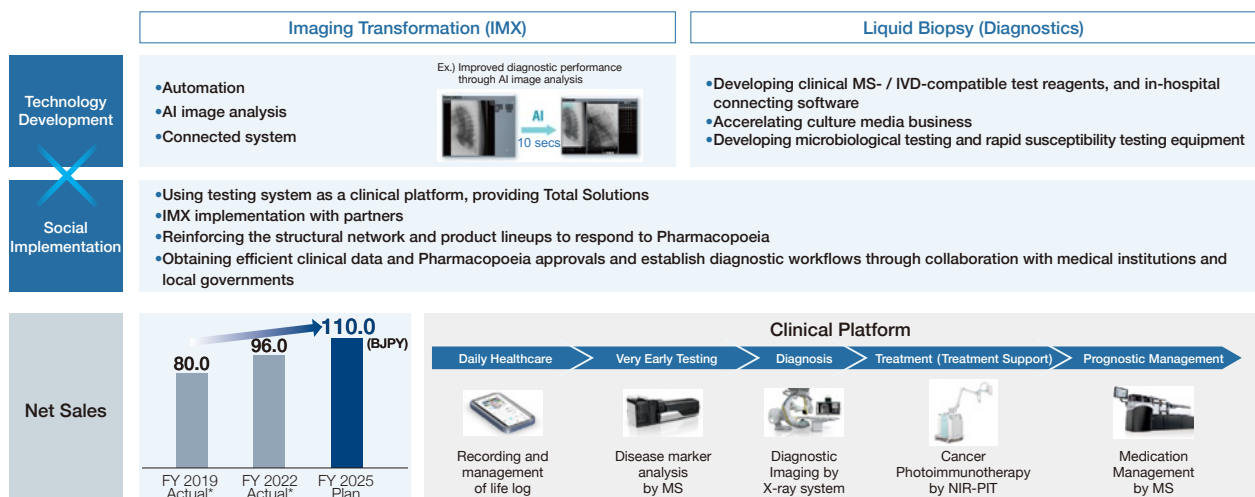 Imaging Transformation (IMX)
Liquid Biopsy (Diagnostics)
Technology
Development
•Automation
•AI image analysis
•Connected system
Ex.) Improved diagnostic performance
through AI image analysis
AI
10 secs
•Developing clinical MS- / IVD-compatible test reagents, and in-hospital
connecting software
•Accerelating culture media business
•Developing microbiological testing and rapid susceptibility testing equipment
Social
Implementation
•Using testing system as a clinical platform, providing Total Solutions
•IMX implementation with partners
•Reinforcing the structural network and product lineups to respond to Pharmacopoeia
•Obtaining efficient clinical data and Pharmacopoeia approvals and establish diagnostic workflows through collaboration with medical institutions and
local governments
Net Sales
80.0
96.0
110.0
(BJPY)
FY 2019
Actual*
FY 2022
Actual*
FY 2025
Plan
Clinical Platform
Daily Healthcare
Very Early Testing
Diagnosis
Treatment (Treatment Support)
Prognostic Management
Recording and
management
of life log
Disease marker
analysis
by MS
Diagnostic
Imaging by
X-ray system
Cancer
Photoimmunotherapy
by NIR-PIT
Medication
Management
by MS